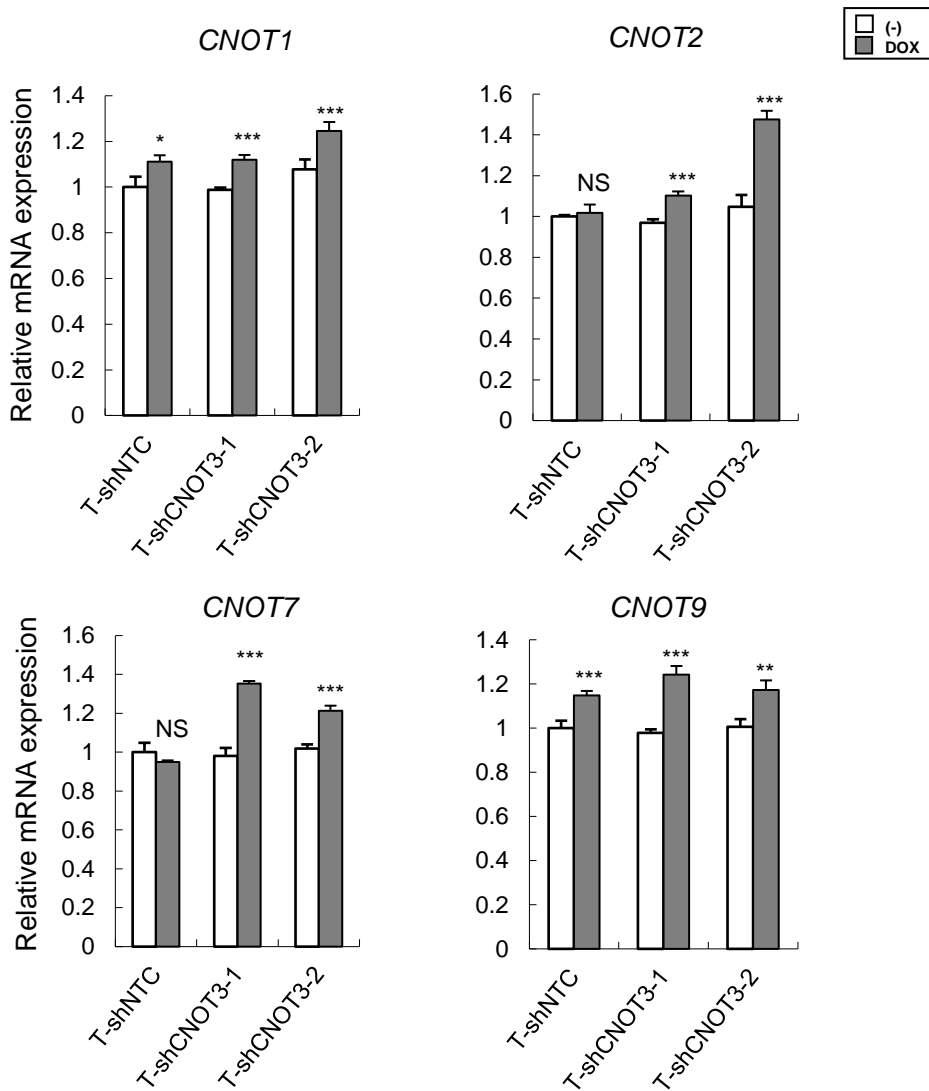 (-)
DOX
CNOT1
Relative mRNA expression
1.4
1.2
1
0.8
0.6
0.4
0.2
0
*
***
***
T-shNTC
T-shCNOT3-1
T-shCNOT3-2
CNOT2
1.6
1.4
1.2
1
0.8
0.6
0.4
0.2
0
NS
***
***
T-shNTC
T-shCNOT3-1
T-shCNOT3-2
CNOT7
Relative mRNA expression
1.6
1.4
1.2
1
0.8
0.6
0.4
0.2
0
NS
***
***
T-shNTC
T-shCNOT3-1
T-shCNOT3-2
CNOT9
1.4
1.2
1
0.8
0.6
0.4
0.2
0
***
***
**
T-shNTC
T-shCNOT3-1
T-shCNOT3-2